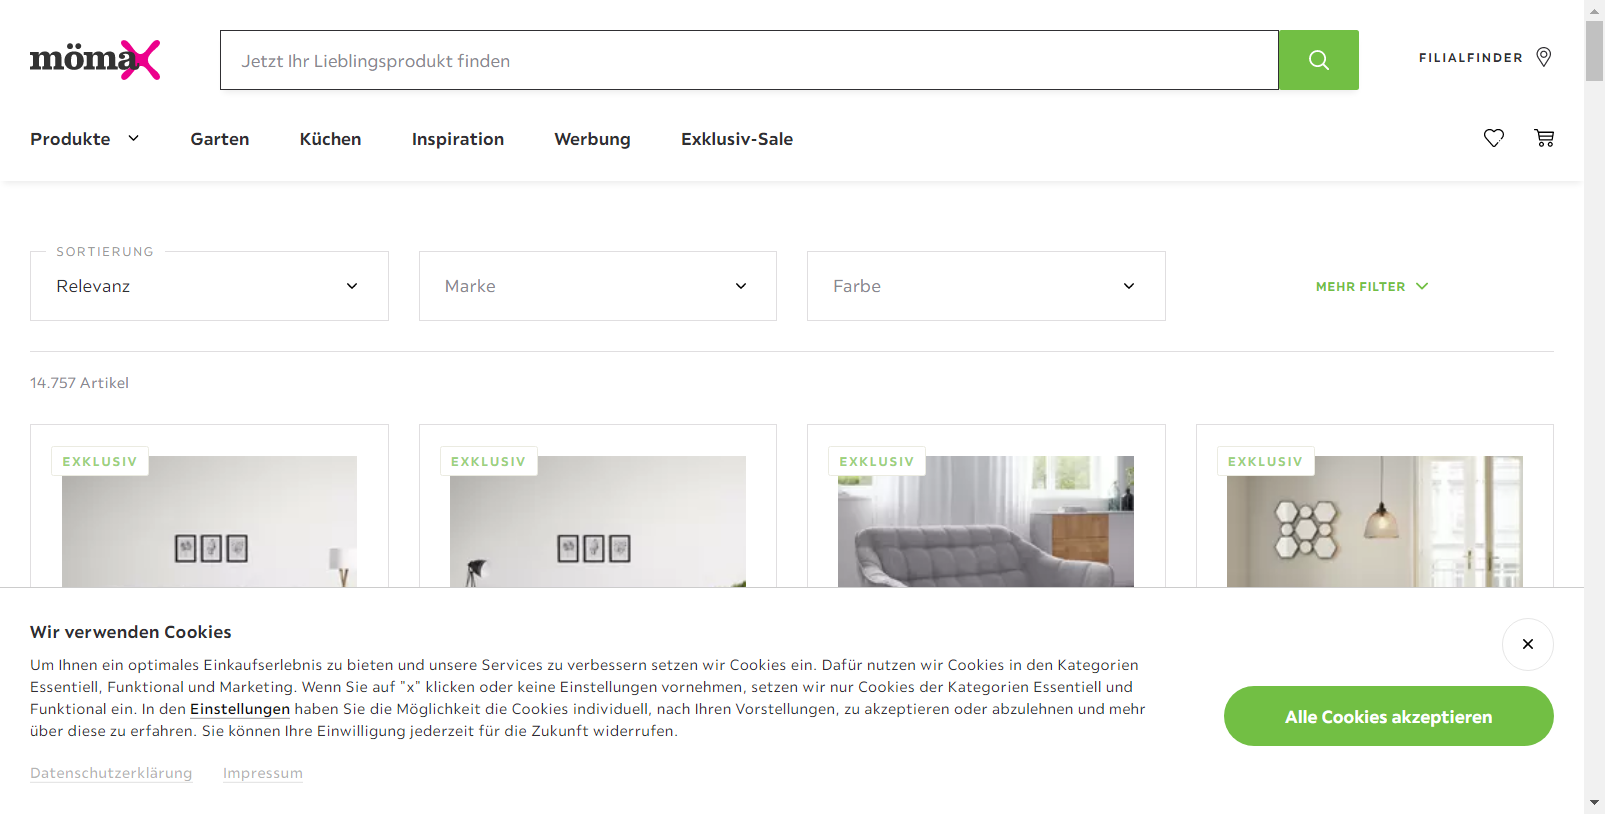 mömax
Jetzt Ihr Lieblingsprodukt finden
FILIALFINDER
Produkte
Garten
Küchen
Inspiration
Werbung
Exklusiv-Sale
SORTIERUNG
Relevanz
Marke
Farbe
MEHR FILTER
14.757 Artikel
EXKLUSIV
EXKLUSIV
EXKLUSIV
EXKLUSIV
Wir verwenden Cookies
Um Ihnen ein optimales Einkaufserlebnis zu bieten und unsere Services zu verbessern setzen wir Cookies ein. Dafür nutzen wir Cookies in den Kategorien
Essentiell, Funktional und Marketing. Wenn Sie auf "x" klicken oder keine Einstellungen vornehmen, setzen wir nur Cookies der Kategorien Essentiell und
Funktional ein. In den Einstellungen haben Sie die Möglichkeit die Cookies individuell, nach Ihren Vorstellungen, zu akzeptieren oder abzulehnen und mehr
über diese zu erfahren. Sie können Ihre Einwilligung jederzeit für die Zukunft widerrufen.
Alle Cookies akzeptieren
Datenschutzerklärung
Impressum